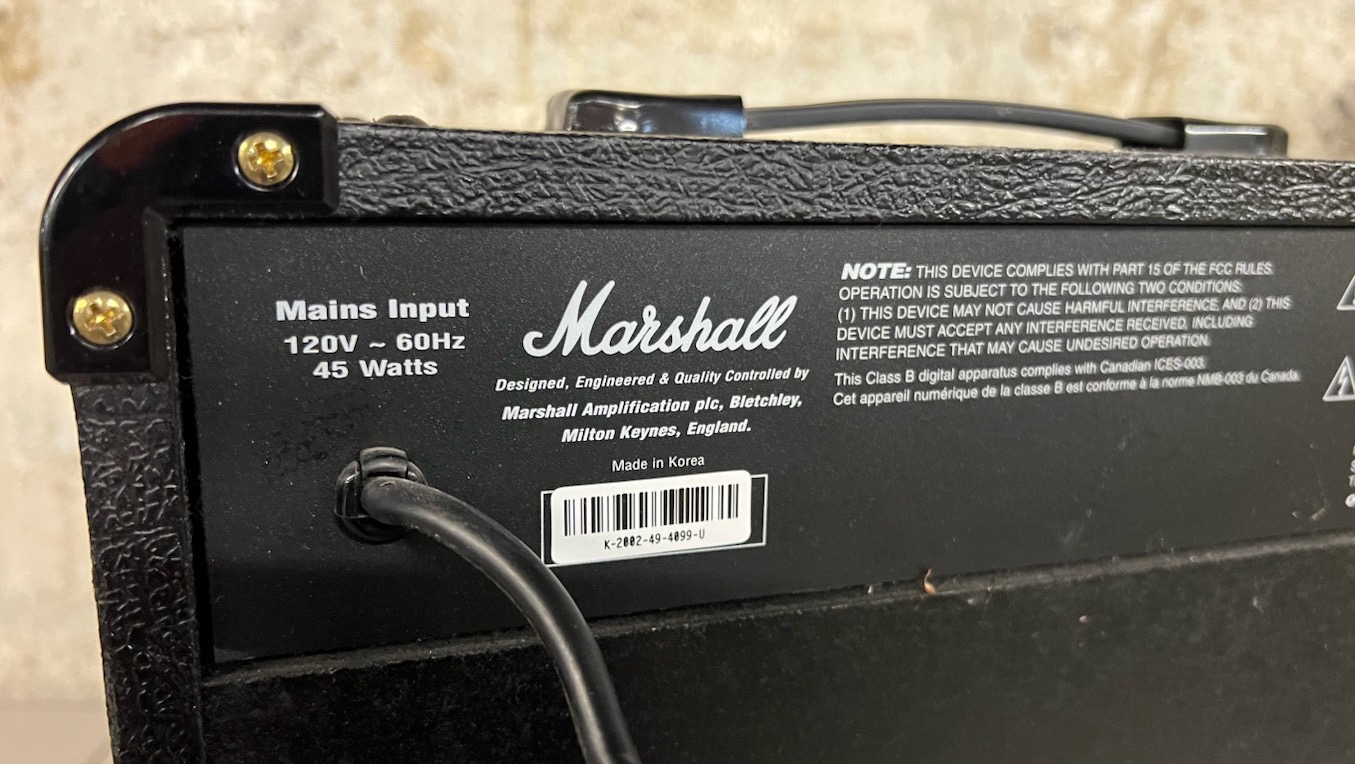 Mains Input
120V ~ 60Hz
45 Watts
Marshall
Designed, Engineered & Quality Controlled by
Marshall Amplification plc, Bletchley,
Milton Keynes, England.
Made in Korea
K-2002-49-4099-U
NOTE: THIS DEVICE COMPLIES WITH PART 15 OF THE FCC RULES.
OPERATION IS SUBJECT TO THE FOLLOWING TWO CONDITIONS:
(1) THIS DEVICE MAY NOT CAUSE HARMFUL INTERFERENCE, AND (2) THIS
DEVICE MUST ACCEPT ANY INTERFERENCE RECEIVED, INCLUDING
INTERFERENCE THAT MAY CAUSE UNDESIRED OPERATION.
This Class B digital apparatus complies with Canadian ICES-003.
Cet appareil numérique de la classe B est conforme à la norme NMB-003 du Canada.